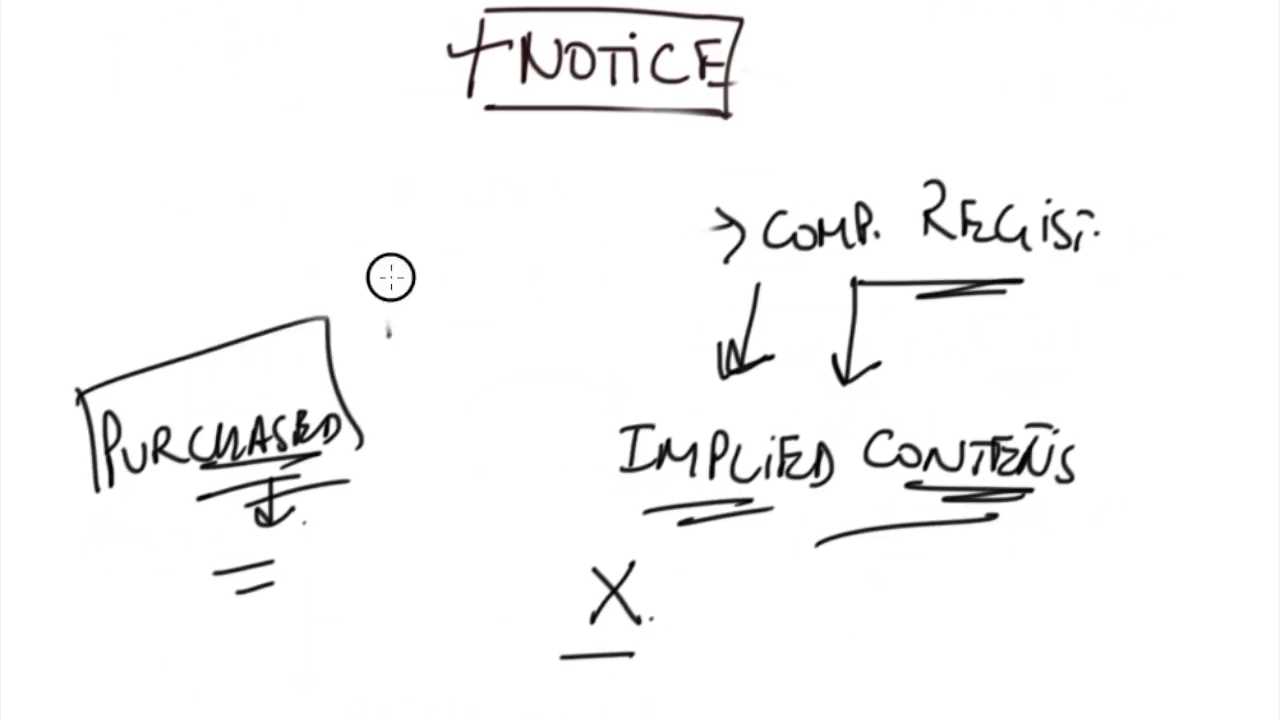 +NOTICE
→ COMP. REGIST.
PURCHASED
IMPLIED CONTENTS
X.